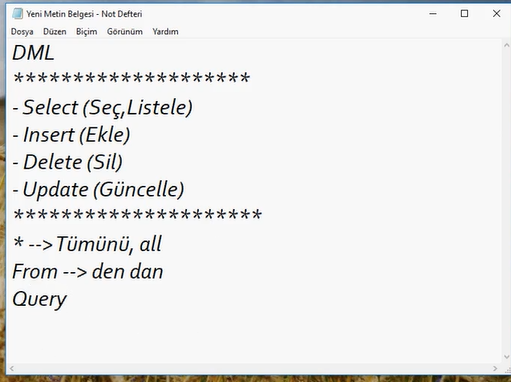 Yeni Metin Belgesi - Not Defteri
Dosya Düzen Biçim Görünüm Yardım
DML
********************
- Select (Seç,Listele)
- Insert (Ekle)
- Delete (Sil)
- Update (Güncelle)
*********************
* --> Tümünü, all
From --> den dan
Query